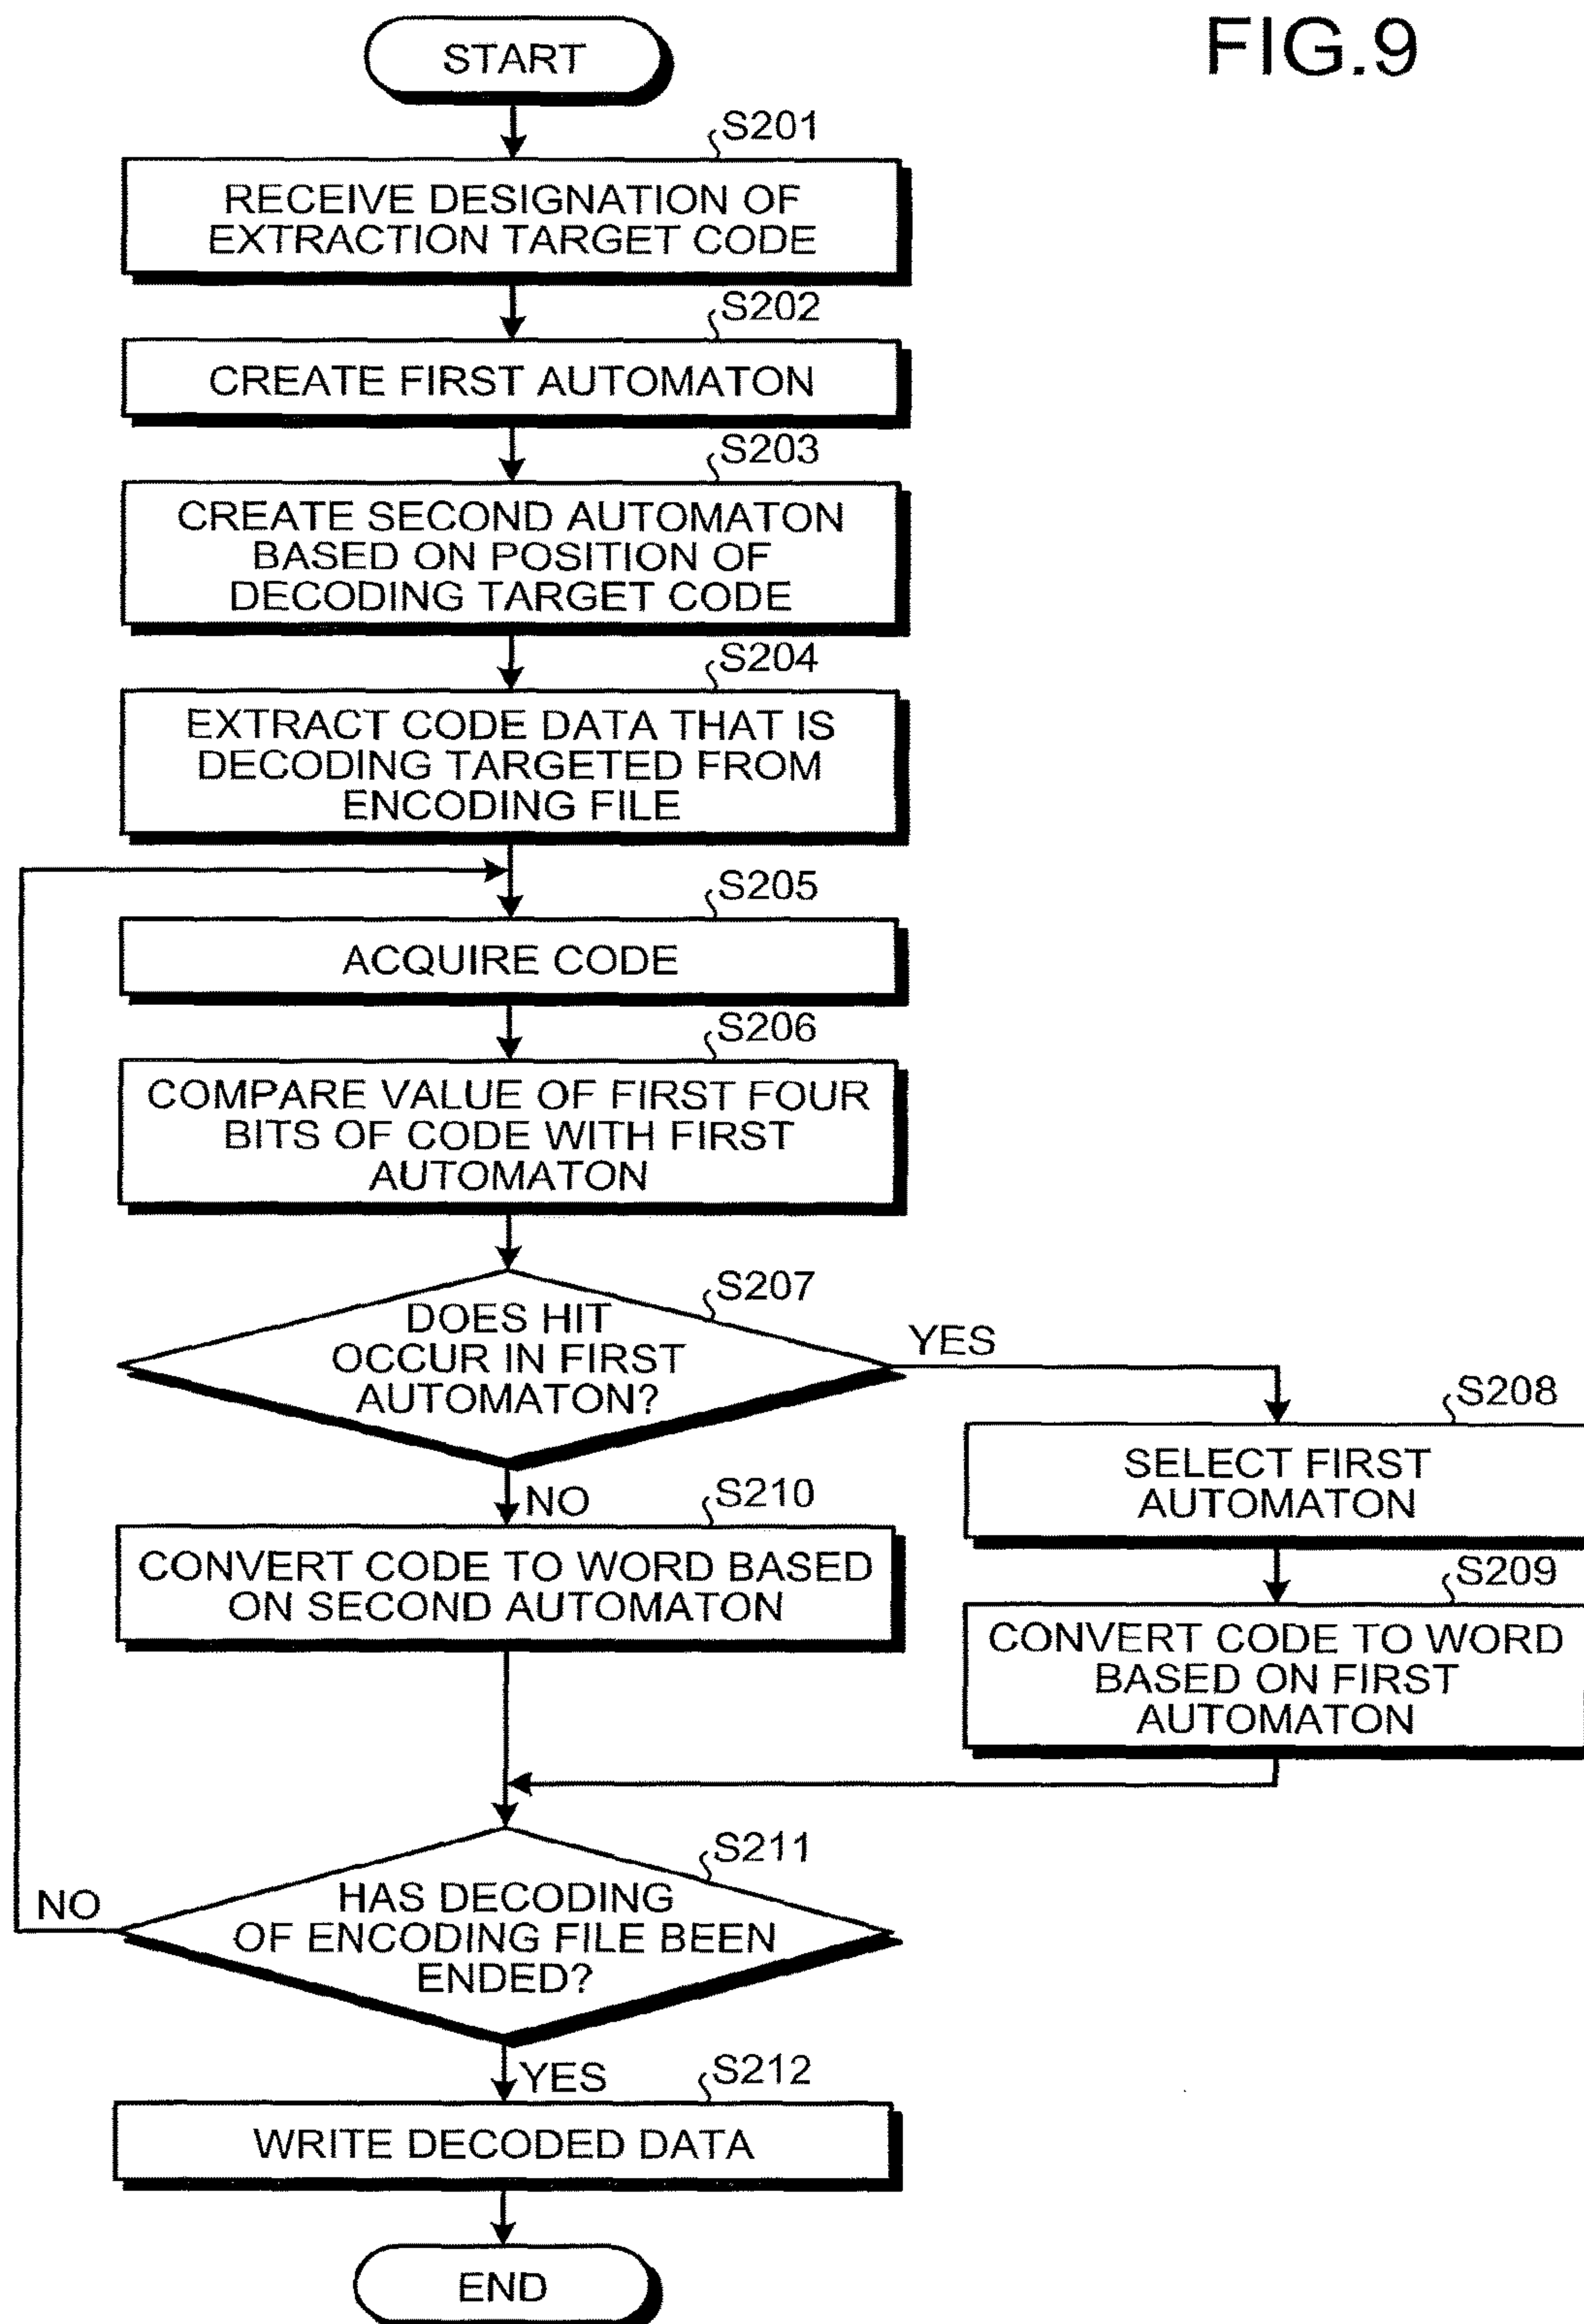 FIG.9
START
S201
RECEIVE DESIGNATION OF
EXTRACTION TARGET CODE
S202
CREATE FIRST AUTOMATON
S203
CREATE SECOND AUTOMATON
BASED ON POSITION OF
DECODING TARGET CODE
S204
EXTRACT CODE DATA THAT IS
DECODING TARGETED FROM
ENCODING FILE
S205
ACQUIRE CODE
S206
COMPARE VALUE OF FIRST FOUR
BITS OF CODE WITH FIRST
AUTOMATON
S207
DOES HIT
OCCUR IN FIRST
AUTOMATON?
YES
S208
SELECT FIRST
AUTOMATON
S209
CONVERT CODE TO WORD
BASED ON FIRST
AUTOMATON
NO
S210
CONVERT CODE TO WORD BASED
ON SECOND AUTOMATON
S211
HAS DECODING
OF ENCODING FILE BEEN
ENDED?
NO
YES
S212
WRITE DECODED DATA
END